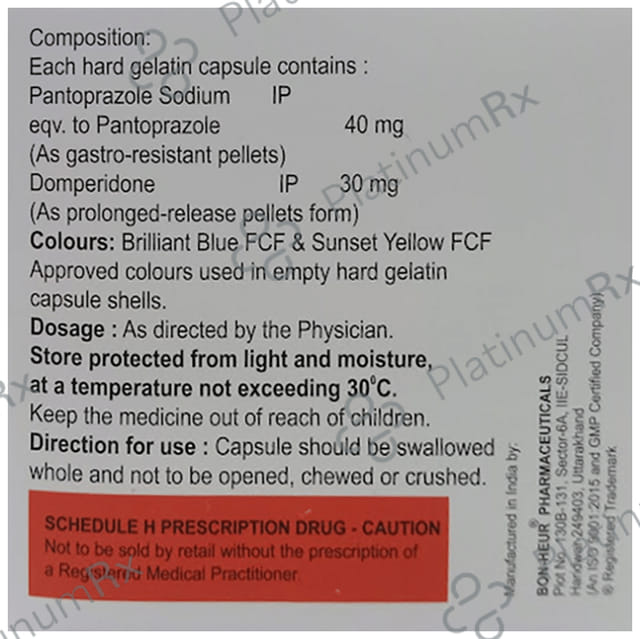 Composition:
Each hard gelatin capsule contains :
Pantoprazole Sodium IP
eqv. to Pantoprazole 40 mg
(As gastro-resistant pellets)
Domperidone IP 30 mg
(As prolonged-release pellets form)
Colours: Brilliant Blue FCF & Sunset Yellow FCF
Approved colours used in empty hard gelatin
capsule shells.
Dosage : As directed by the Physician.
Store protected from light and moisture,
at a temperature not exceeding 30°C.
Keep the medicine out of reach of children.
Direction for use : Capsule should be swallowed
whole and not to be opened, chewed or crushed.
SCHEDULE H PRESCRIPTION DRUG - CAUTION
Not to be sold by retail without the prescription of
a Registered Medical Practitioner.
Manufactured in India by:
BON-HEUR® PHARMACEUTICALS
Plot No. 130B-131, Sector-6A, IIE-SIDCUL
Haridwar-249403, Uttarakhand
(An ISO 9001:2015 and GMP Certified Company)
® Registered Trademark
PlatinumRx
PlatinumRx
PlatinumRx
PlatinumRx